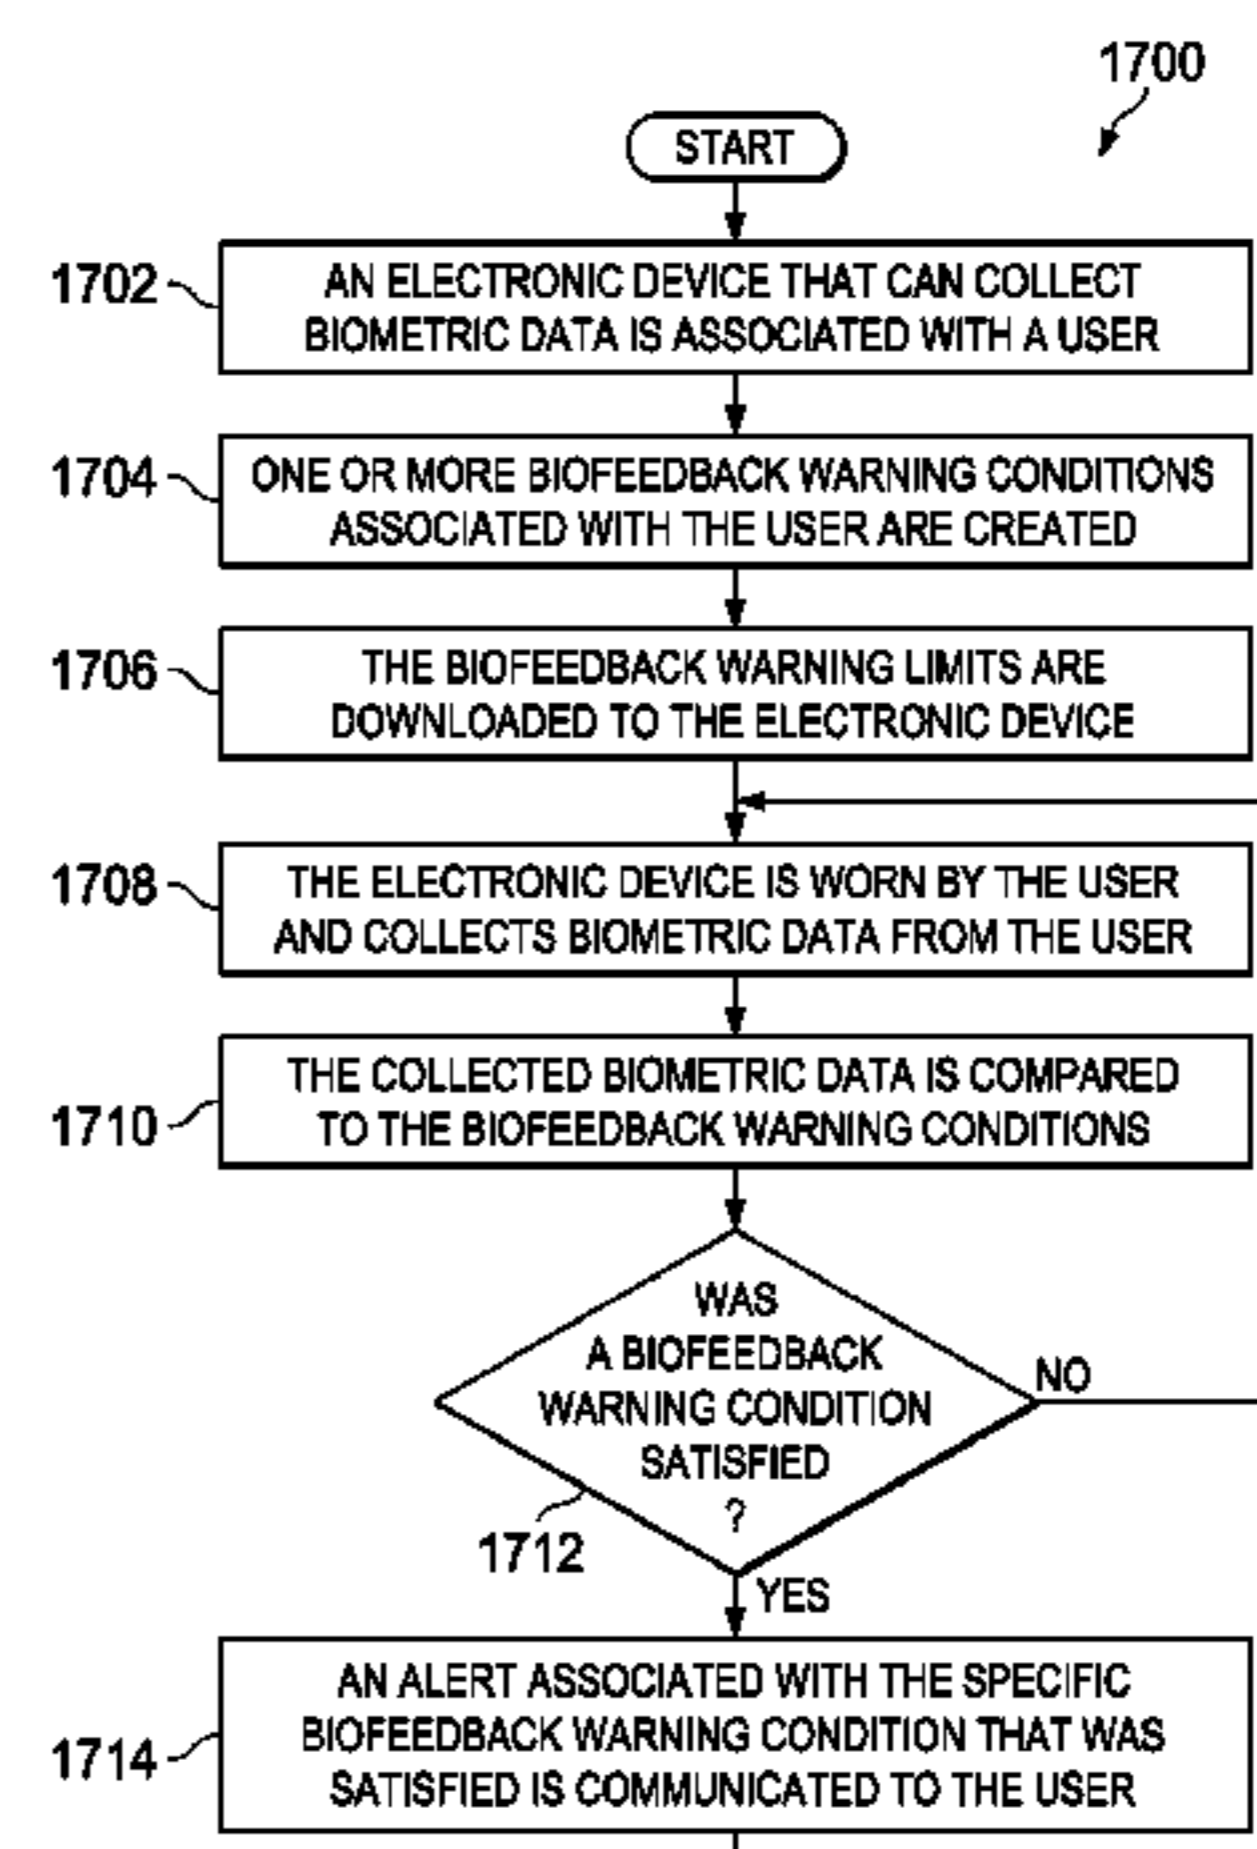 1700
START
1702
AN ELECTRONIC DEVICE THAT CAN COLLECT
BIOMETRIC DATA IS ASSOCIATED WITH A USER
1704
ONE OR MORE BIOFEEDBACK WARNING CONDITIONS
ASSOCIATED WITH THE USER ARE CREATED
1706
THE BIOFEEDBACK WARNING LIMITS ARE
DOWNLOADED TO THE ELECTRONIC DEVICE
1708
THE ELECTRONIC DEVICE IS WORN BY THE USER
AND COLLECTS BIOMETRIC DATA FROM THE USER
1710
THE COLLECTED BIOMETRIC DATA IS COMPARED
TO THE BIOFEEDBACK WARNING CONDITIONS
WAS
A BIOFEEDBACK
WARNING CONDITION
SATISFIED
?
NO
1712
YES
1714
AN ALERT ASSOCIATED WITH THE SPECIFIC
BIOFEEDBACK WARNING CONDITION THAT WAS
SATISFIED IS COMMUNICATED TO THE USER